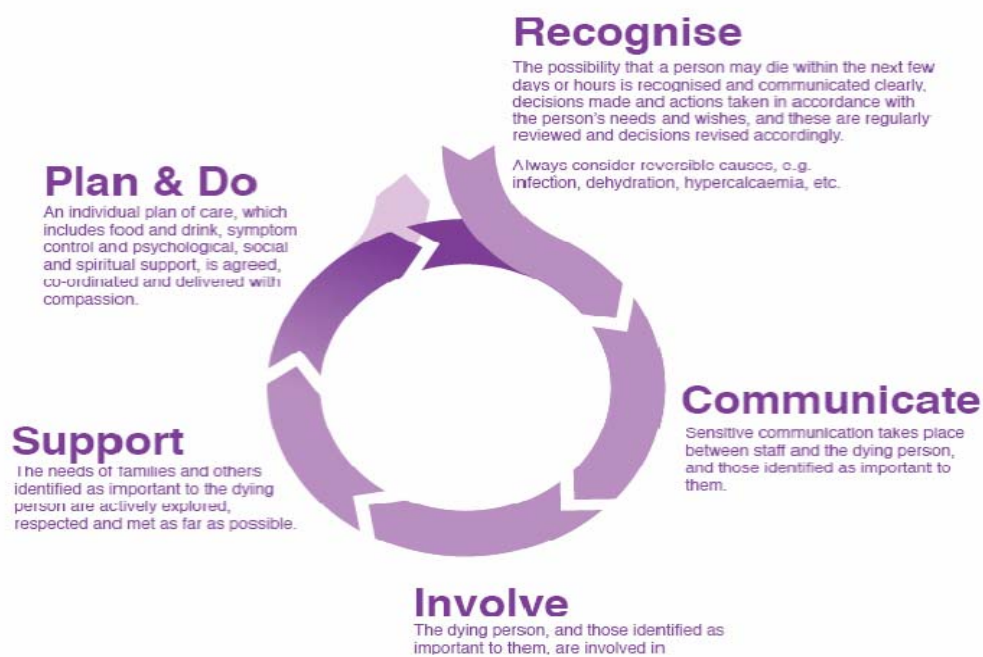 Recognise
The possibility that a person may die within the next few
days or hours is recognised and communicated clearly,
decisions made and actions taken in accordance with
the person's needs and wishes, and these are regularly
reviewed and decisions revised accordingly.
Always consider reversible causes, e.g.
infection, dehydration, hypercalcaemia, etc.
Communicate
Sensitive communication takes place
between staff and the dying person,
and those identified as important to
them.
Involve
The dying person, and those identified as
important to them, are involved in
Support
The needs of families and others
identified as important to the dying
person are actively explored,
respected and met as far as possible.
Plan & Do
An individual plan of care, which
includes food and drink, symptom
control and psychological, social
and spiritual support, is agreed,
co-ordinated and delivered with
compassion.